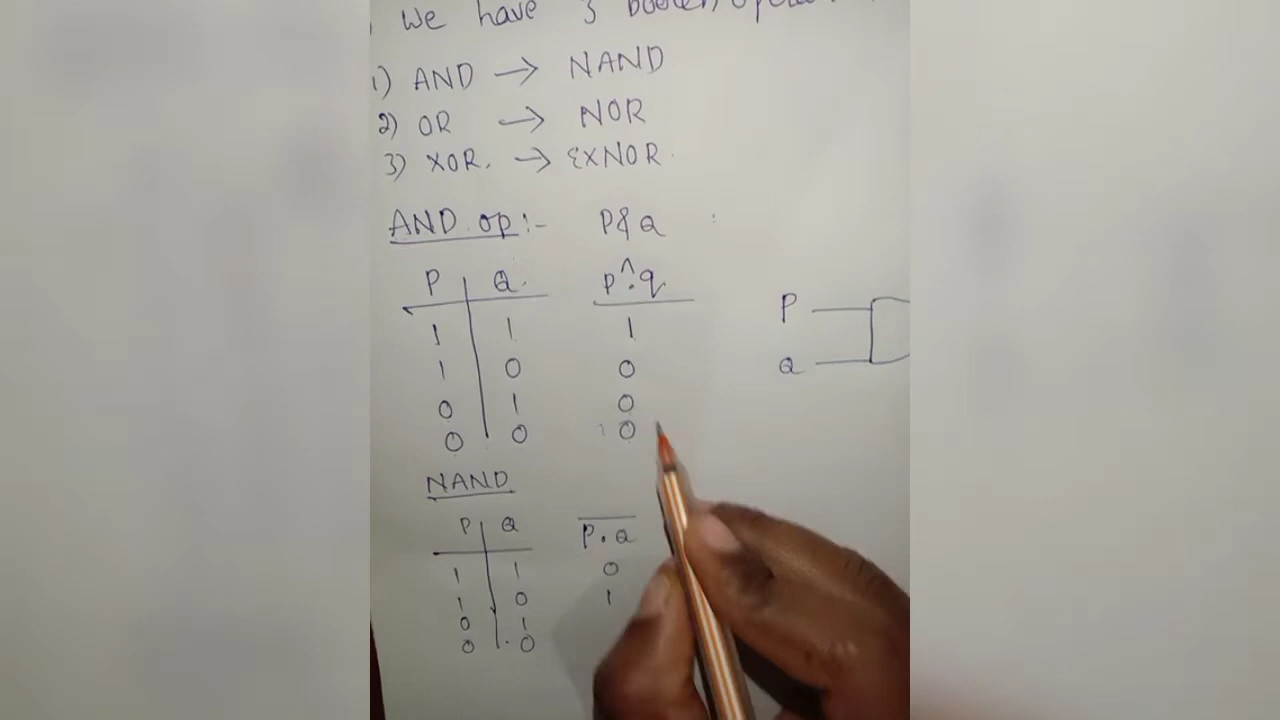 We have 3
1) AND → NAND
2) OR → NOR
3) XOR. → EXNOR.
AND op:- P&Q
P Q. p^.q
1 1 1
1 0 0
0 1 0
0 0 0
P
Q
NAND
P Q P.Q
1 1 0
1 0 1
0 1
0 0